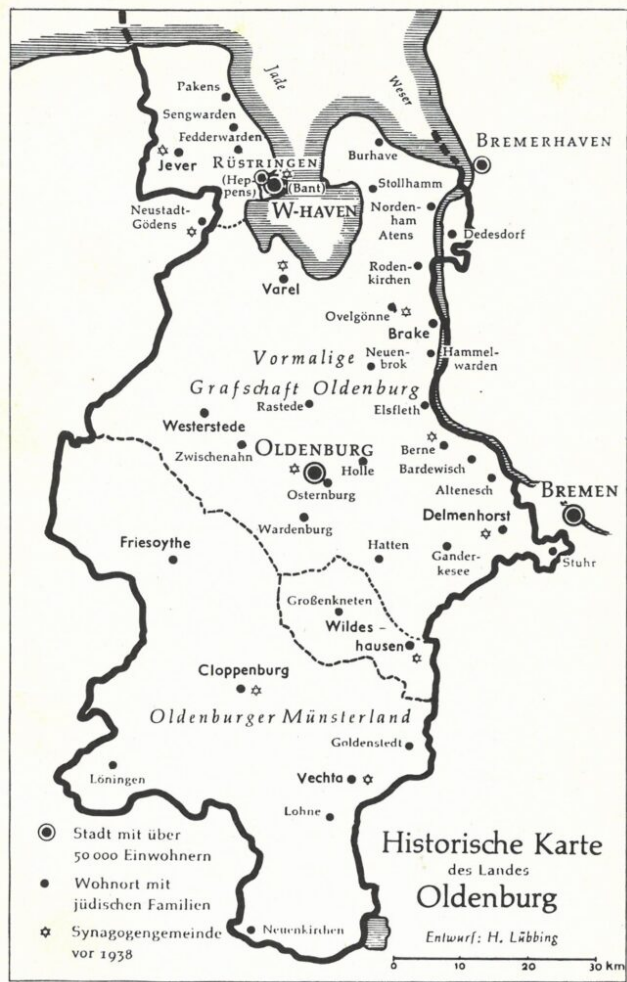 Jade
Weser
Pakens
Sengwarden
Fedderwarden
Jever
RÜSTRINGEN
(Hep-
pens)
(Bant)
W-HAVEN
Burhave
BREMERHAVEN
Stollhamm
Neustadt-
Gödens
Norden-
ham
Atens
Dedesdorf
Varel
Roden-
kirchen
Ovelgönne
Brake
Vormalige
Neuen-
brok
Hammel-
warden
Grafschaft Oldenburg
Rastede
Elsfleth
Westerstede
Zwischenahn
OLDENBURG
Holle
Berne
Bardewisch
Osternburg
Altenesch
BREMEN
Wardenburg
Delmenhorst
Friesoythe
Hatten
Gander-
kesee
Stuhr
Großenkneten
Wildes-
hausen
Cloppenburg
Oldenburger Münsterland
Goldenstedt
Löningen
Vechta
Lohne
Neuenkirchen
Stadt mit über
50 000 Einwohnern
Wohnort mit
jüdischen Familien
Synagogengemeinde
vor 1938
Historische Karte
des Landes
Oldenburg
Entwurf: H. Lübbing
0 10 20 30 km